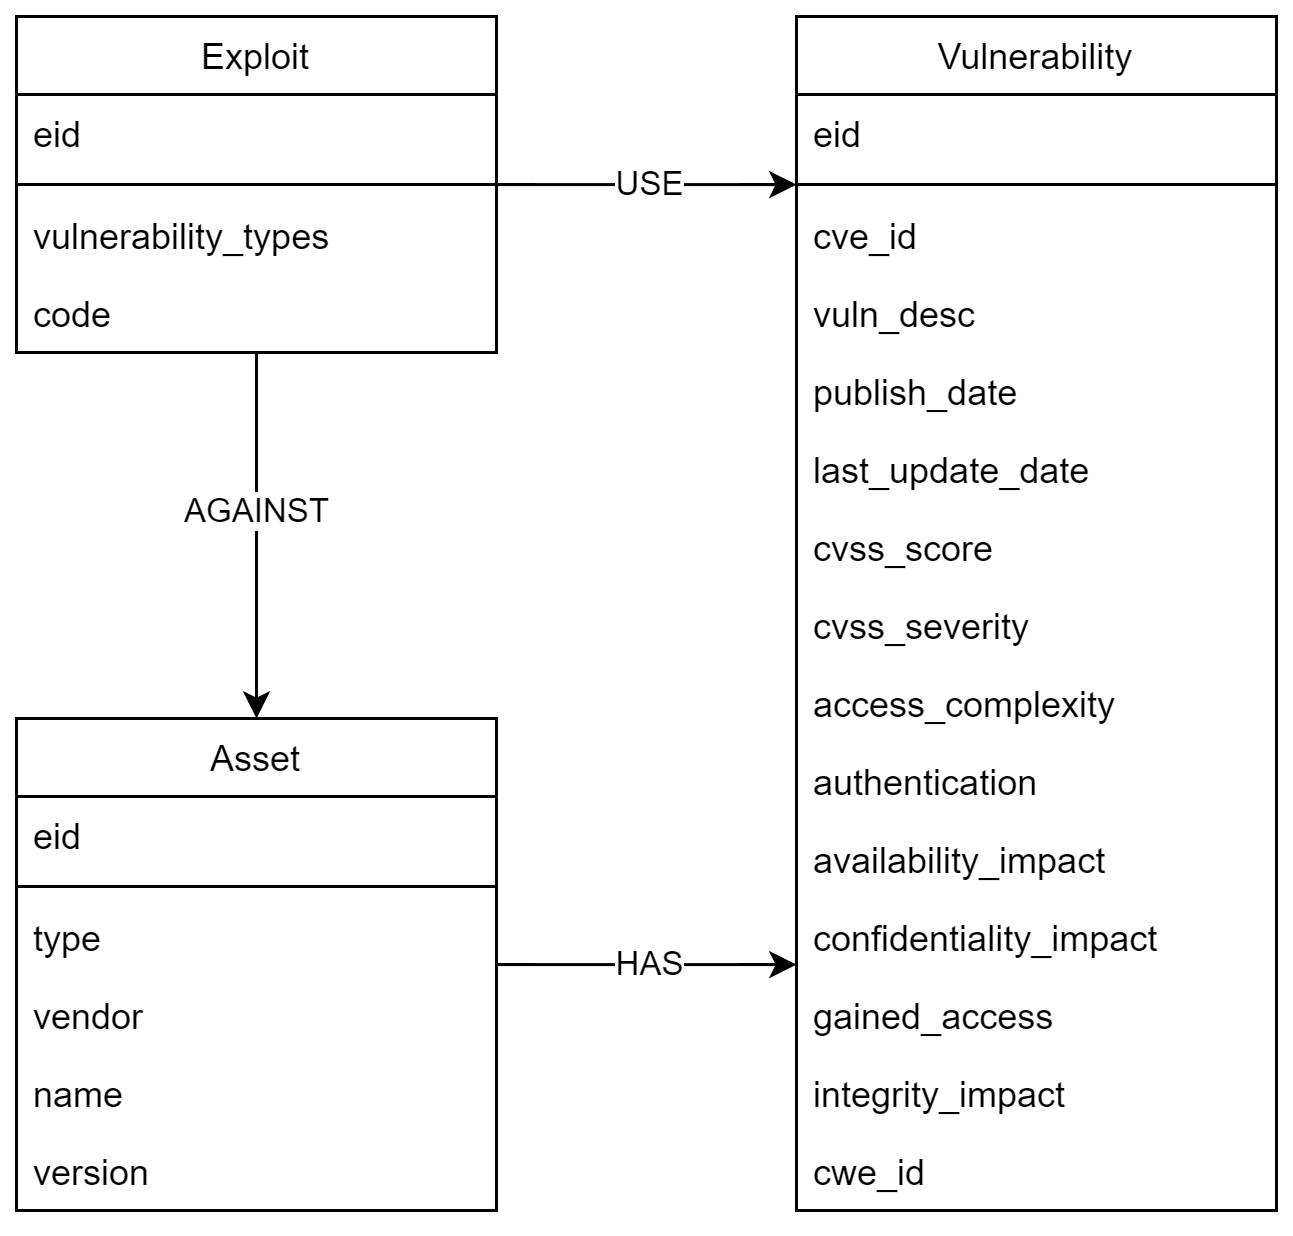 Exploit
eid
vulnerability_types
code
USE
Vulnerability
eid
cve_id
vuln_desc
publish_date
last_update_date
cvss_score
cvss_severity
access_complexity
authentication
availability_impact
confidentiality_impact
gained_access
integrity_impact
cwe_id
AGAINST
Asset
eid
type
vendor
name
version
HAS